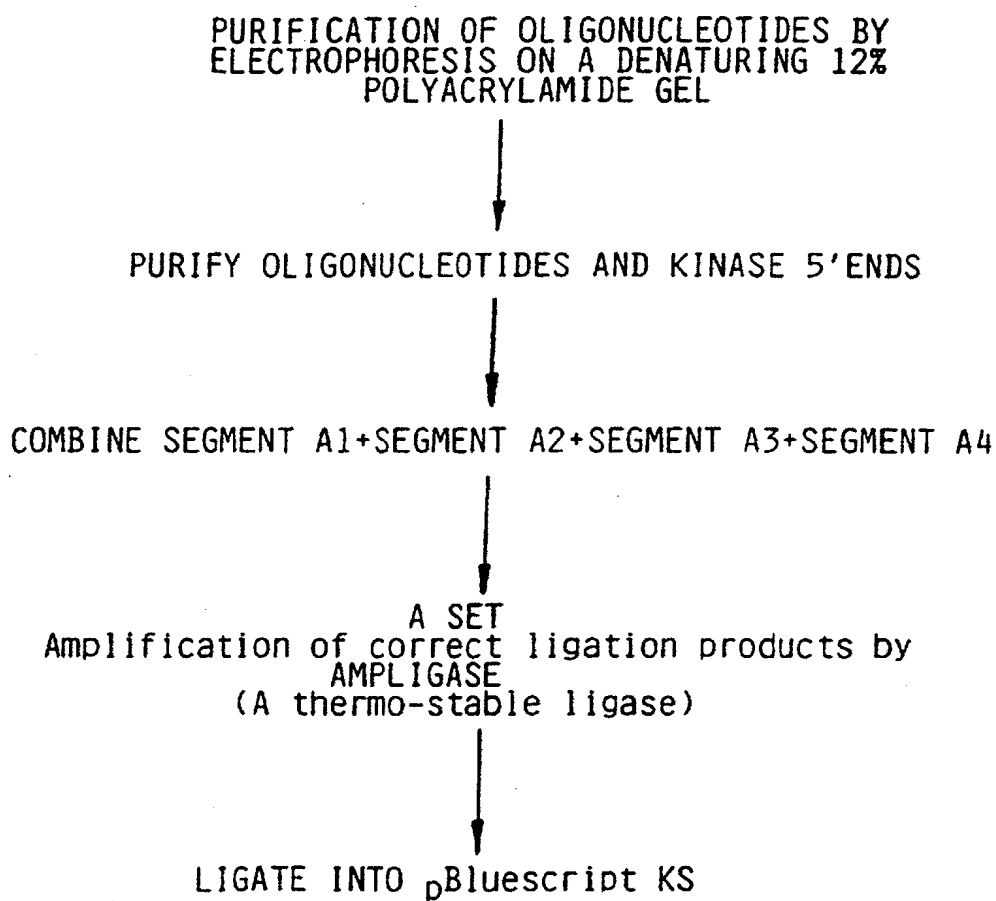 PURIFICATION OF OLIGONUCLEOTIDES BY
ELECTROPHORESIS ON A DENATURING 12%
POLYACRYLAMIDE GEL
PURIFY OLIGONUCLEOTIDES AND KINASE 5'ENDS
COMBINE SEGMENT A1+SEGMENT A2+SEGMENT A3+SEGMENT A4
A SET
Amplification of correct ligation products by
AMPLIGASE
(A thermo-stable ligase)
LIGATE INTO pBluescript KS